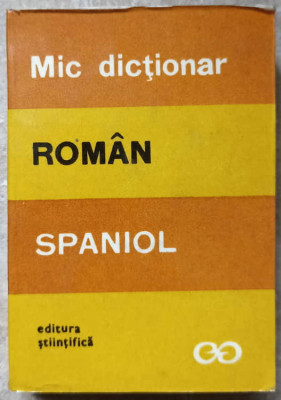 Mic dicţionar
ROMÂN
SPANIOL
editura
ştiinţifică